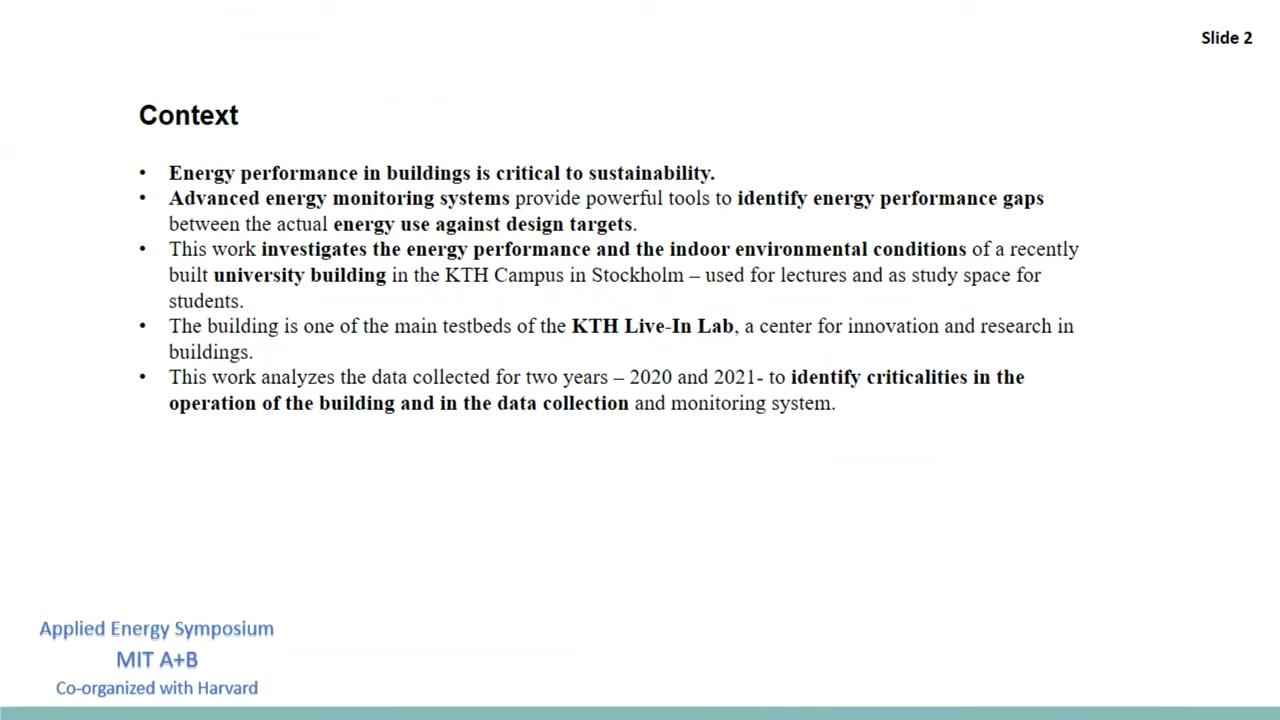 Slide 2
Context
• Energy performance in buildings is critical to sustainability.
• Advanced energy monitoring systems provide powerful tools to identify energy performance gaps
between the actual energy use against design targets.
• This work investigates the energy performance and the indoor environmental conditions of a recently
built university building in the KTH Campus in Stockholm – used for lectures and as study space for
students.
• The building is one of the main testbeds of the KTH Live-In Lab, a center for innovation and research in
buildings.
• This work analyzes the data collected for two years – 2020 and 2021- to identify criticalities in the
operation of the building and in the data collection and monitoring system.
Applied Energy Symposium
MIT A+B
Co-organized with Harvard